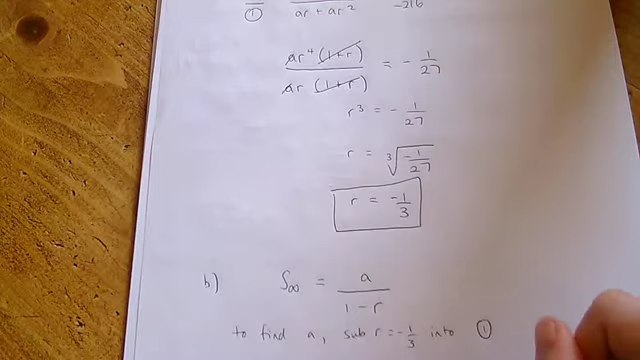 ① ar + ar² -216
ar⁴ (1+r) / ar (1+r) = - 1/27
r³ = - 1/27
r = ³√(-1/27)
r = -1/3
b) S∞ = a / 1 - r
to find a, sub r = -1/3 into ①